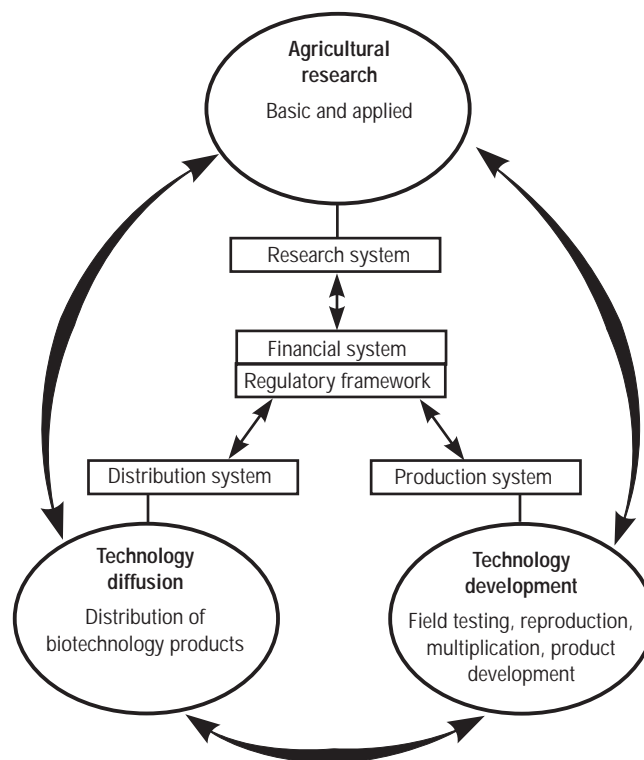 Agricultural
research
Basic and applied
Research system
Financial system
Regulatory framework
Distribution system
Production system
Technology
diffusion
Distribution of
biotechnology products
Technology
development
Field testing, reproduction,
multiplication, product
development